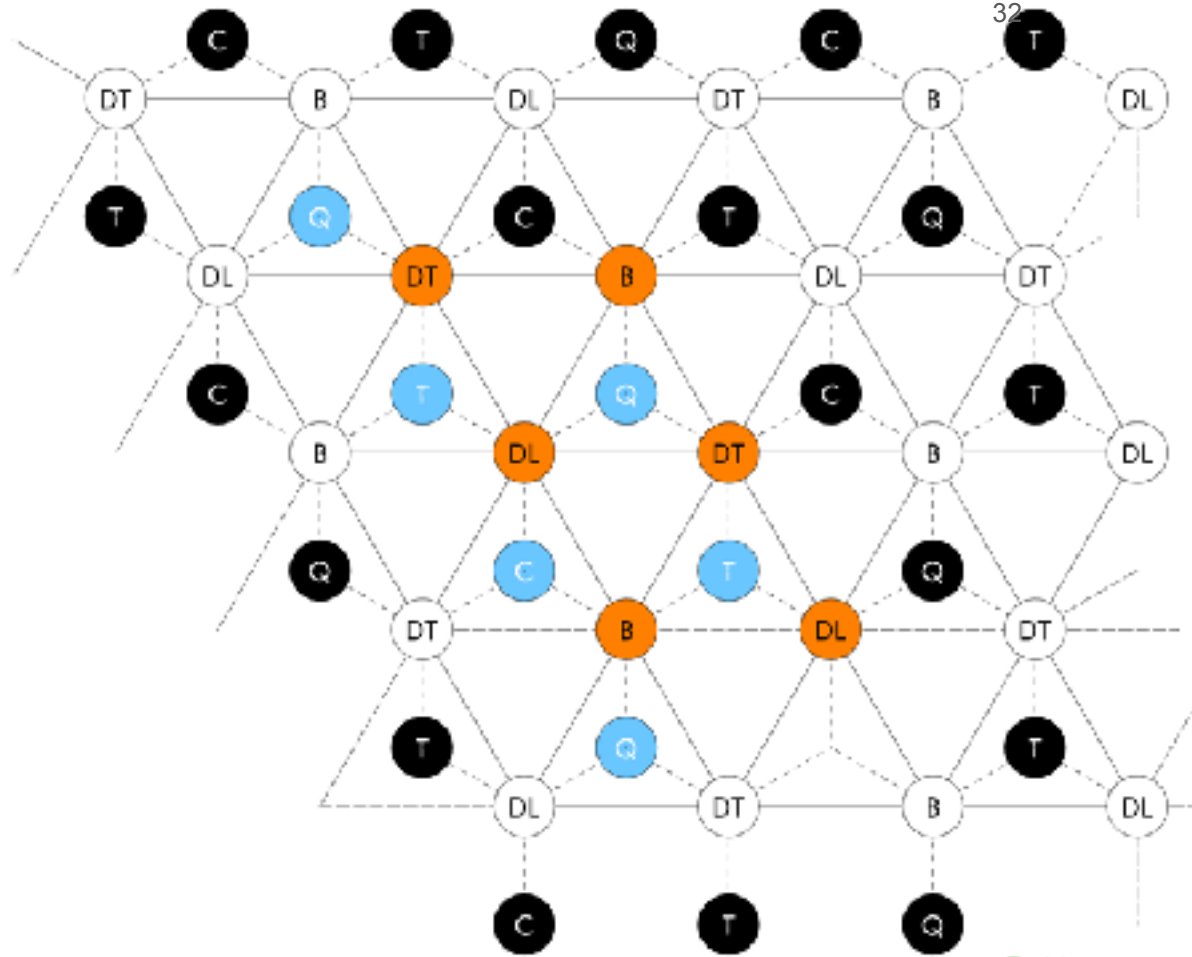 32
C T Q C T
DT B DL DT B DL
T Q C T Q
DL DT B DL DT
C T Q C T
B DL DT B DL
Q C T Q
DT B DL DT
T Q T
DL DT B DL
C T Q